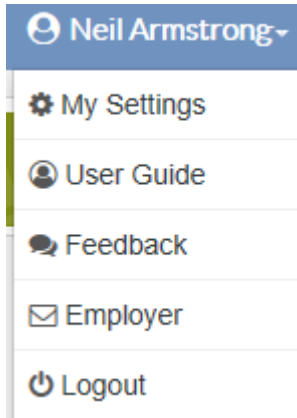 Neil Armstrong
My Settings
User Guide
Feedback
Employer
Logout